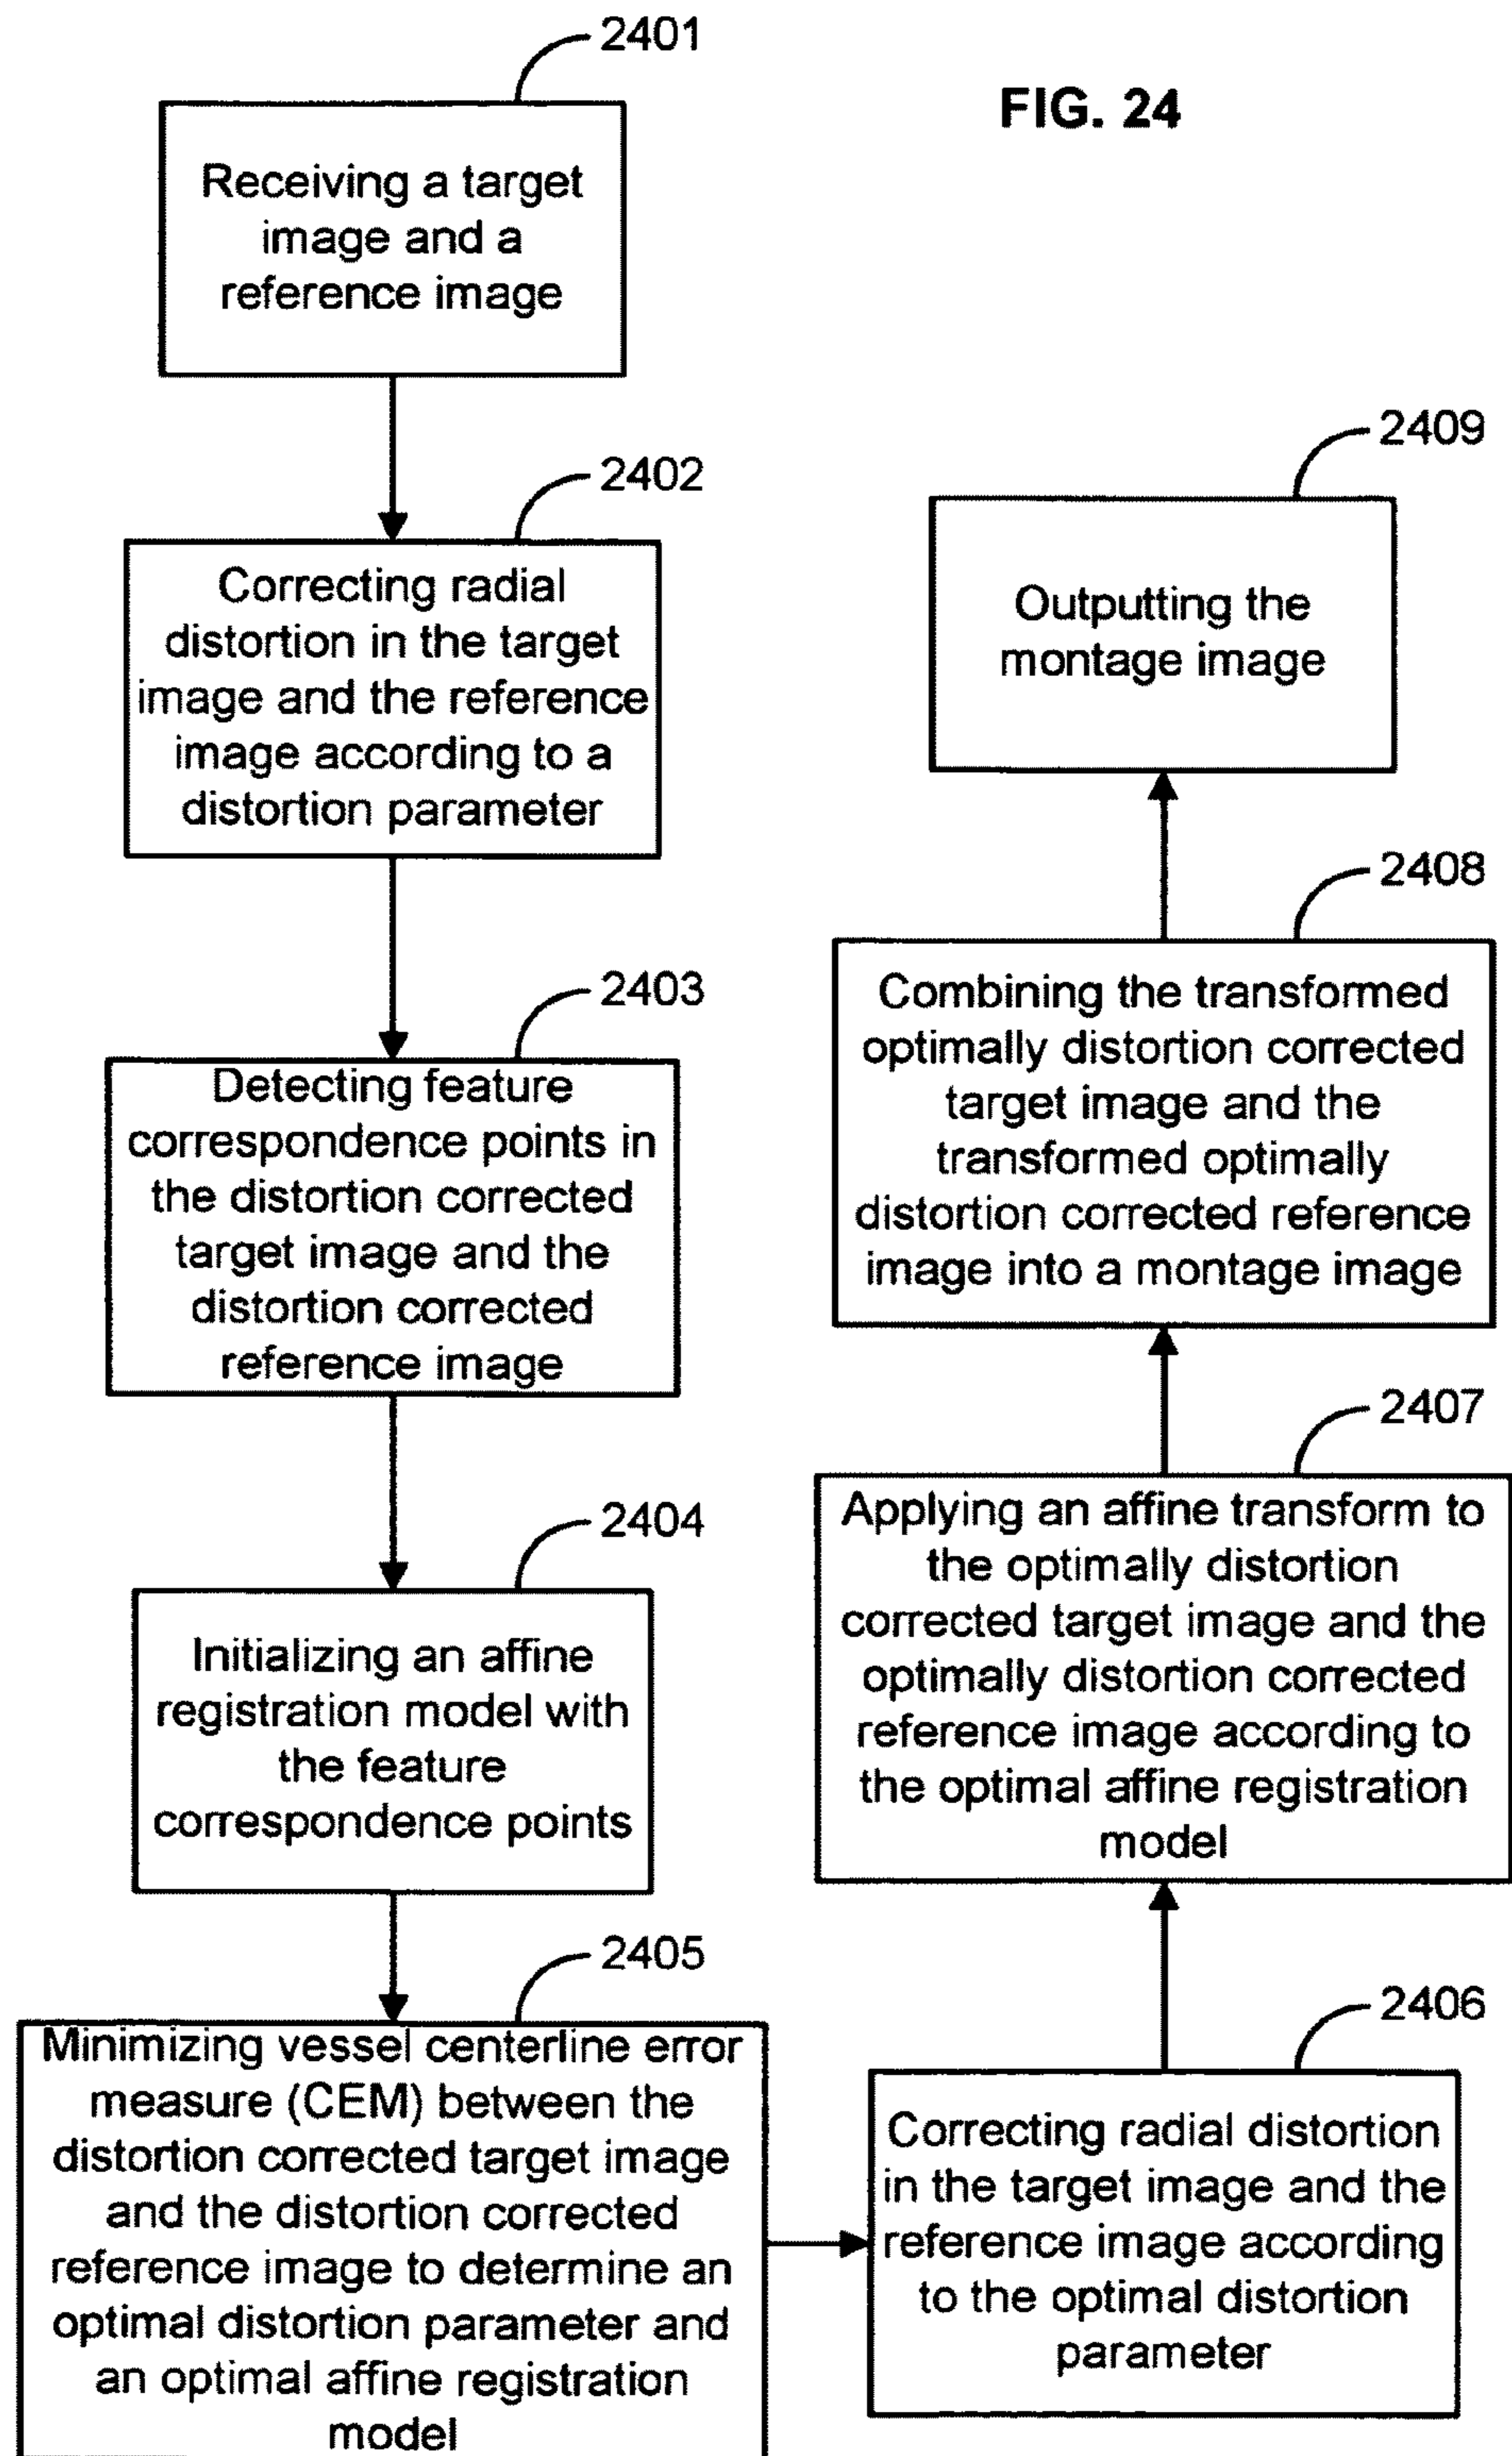 FIG. 24
2401
Receiving a target
image and a
reference image
2402
Correcting radial
distortion in the target
image and the reference
image according to a
distortion parameter
2403
Detecting feature
correspondence points in
the distortion corrected
target image and the
distortion corrected
reference image
2404
Initializing an affine
registration model with
the feature
correspondence points
2405
Minimizing vessel centerline error
measure (CEM) between the
distortion corrected target image
and the distortion corrected
reference image to determine an
optimal distortion parameter and
an optimal affine registration
model
2406
Correcting radial distortion
in the target image and the
reference image according
to the optimal distortion
parameter
2407
Applying an affine transform to
the optimally distortion
corrected target image and the
optimally distortion corrected
reference image according to
the optimal affine registration
model
2408
Combining the transformed
optimally distortion corrected
target image and the
transformed optimally
distortion corrected reference
image into a montage image
2409
Outputting the
montage image